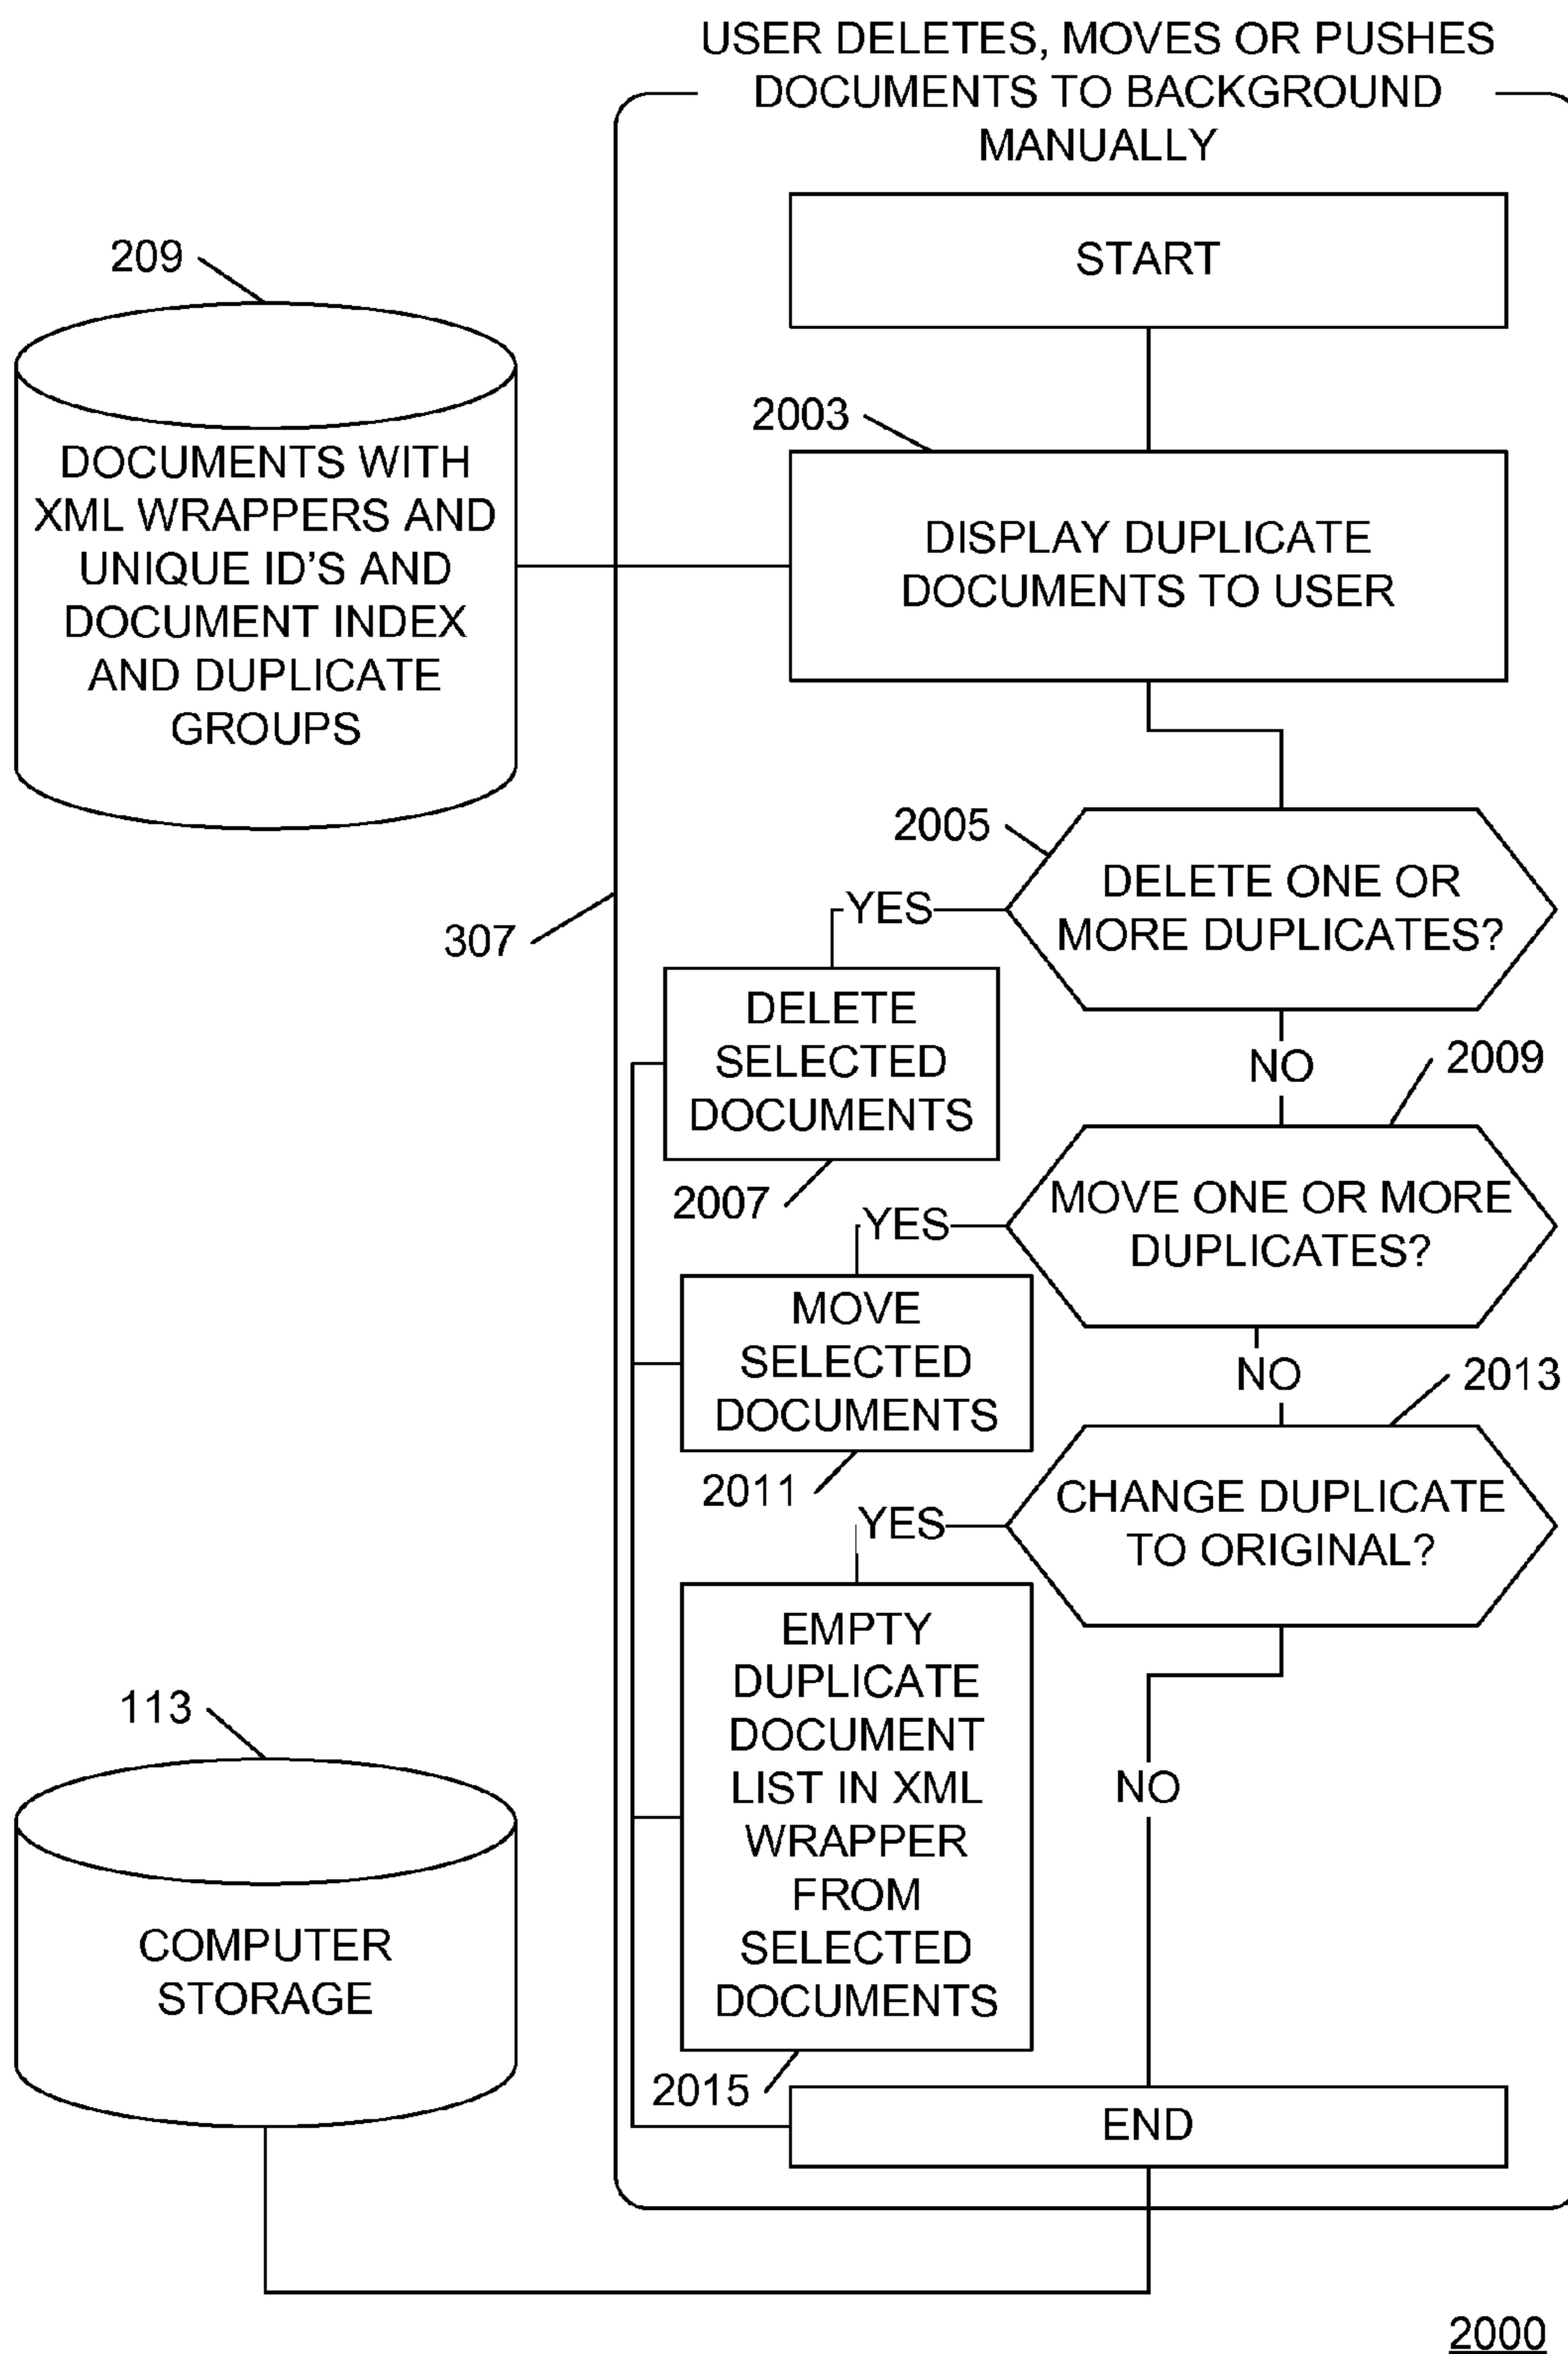 USER DELETES, MOVES OR PUSHES
DOCUMENTS TO BACKGROUND
MANUALLY
START
209
DOCUMENTS WITH
XML WRAPPERS AND
UNIQUE ID'S AND
DOCUMENT INDEX
AND DUPLICATE
GROUPS
2003
DISPLAY DUPLICATE
DOCUMENTS TO USER
2005
DELETE ONE OR
MORE DUPLICATES?
YES
307
DELETE
SELECTED
DOCUMENTS
2007
NO
2009
MOVE ONE OR MORE
DUPLICATES?
YES
MOVE
SELECTED
DOCUMENTS
2011
NO
2013
CHANGE DUPLICATE
TO ORIGINAL?
YES
EMPTY
DUPLICATE
DOCUMENT
LIST IN XML
WRAPPER
FROM
SELECTED
DOCUMENTS
2015
NO
113
COMPUTER
STORAGE
END
2000